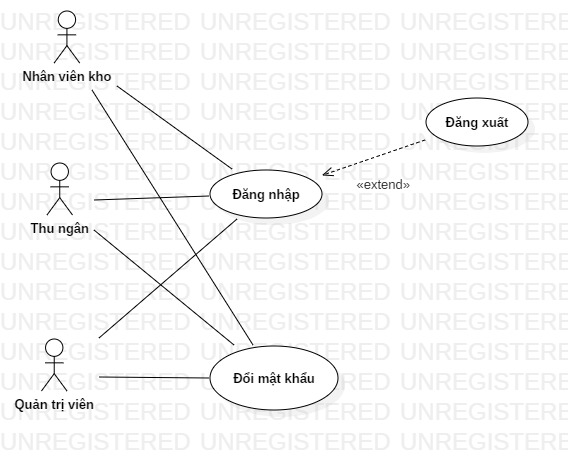 UNREGISTERED UNREGISTERED UNREGISTERED
Nhân viên kho
Đăng xuất
«extend»
Đăng nhập
Thu ngân
Đổi mật khẩu
Quản trị viên